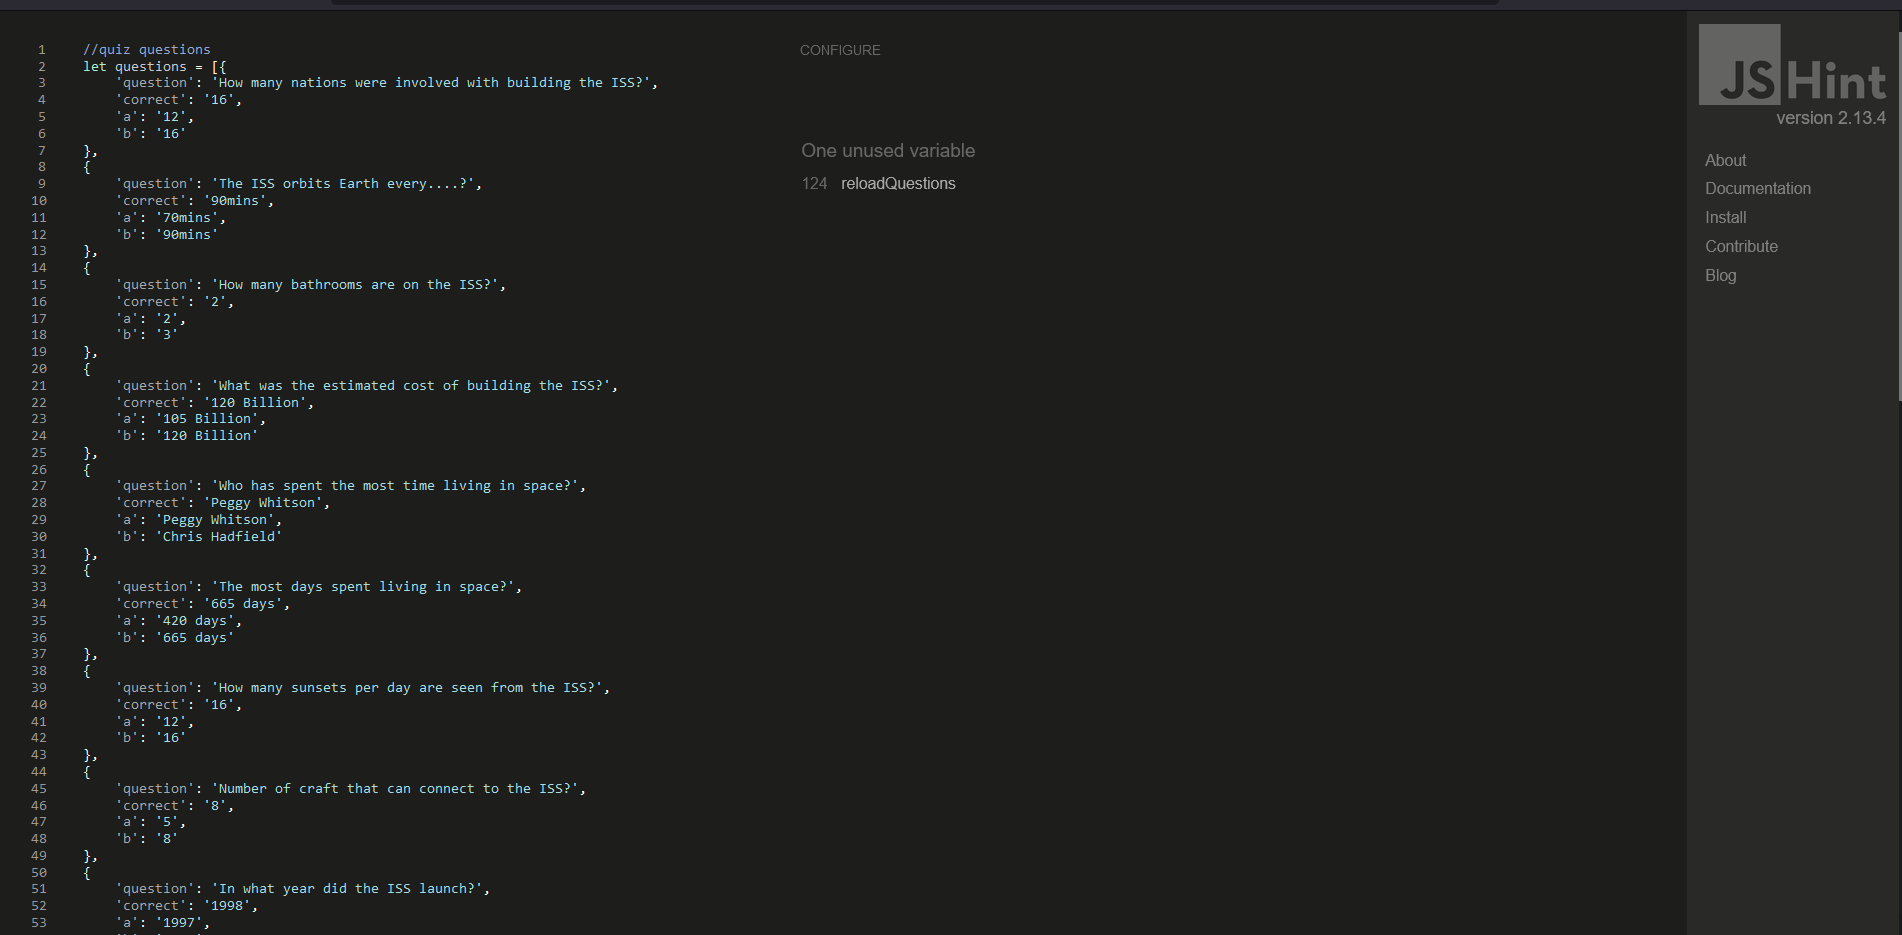 1 //quiz questions
2 let questions = [{
3 'question': 'How many nations were involved with building the ISS?',
4 'correct': '16',
5 'a': '12',
6 'b': '16'
7 },
8 {
9 'question': 'The ISS orbits Earth every....?',
10 'correct': '90mins',
11 'a': '70mins',
12 'b': '90mins'
13 },
14 {
15 'question': 'How many bathrooms are on the ISS?',
16 'correct': '2',
17 'a': '2',
18 'b': '3'
19 },
20 {
21 'question': 'What was the estimated cost of building the ISS?',
22 'correct': '120 Billion',
23 'a': '105 Billion',
24 'b': '120 Billion'
25 },
26 {
27 'question': 'Who has spent the most time living in space?',
28 'correct': 'Peggy Whitson',
29 'a': 'Peggy Whitson',
30 'b': 'Chris Hadfield'
31 },
32 {
33 'question': 'The most days spent living in space?',
34 'correct': '665 days',
35 'a': '420 days',
36 'b': '665 days'
37 },
38 {
39 'question': 'How many sunsets per day are seen from the ISS?',
40 'correct': '16',
41 'a': '12',
42 'b': '16'
43 },
44 {
45 'question': 'Number of craft that can connect to the ISS?',
46 'correct': '8',
47 'a': '5',
48 'b': '8'
49 },
50 {
51 'question': 'In what year did the ISS launch?',
52 'correct': '1998',
53 'a': '1997',
CONFIGURE
One unused variable
124 reloadQuestions
JSHint
version 2.13.4
About
Documentation
Install
Contribute
Blog